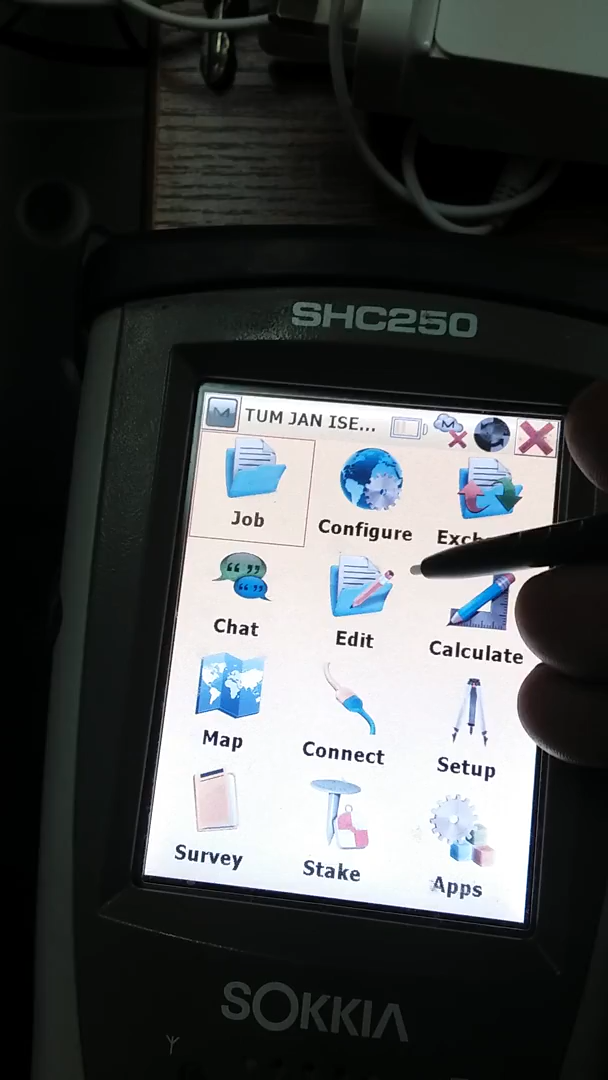 SHC250
TUM JAN ISE...
Job
Configure
Chat
Edit
Calculate
Map
Connect
Setup
Survey
Stake
Apps
SOKKIA